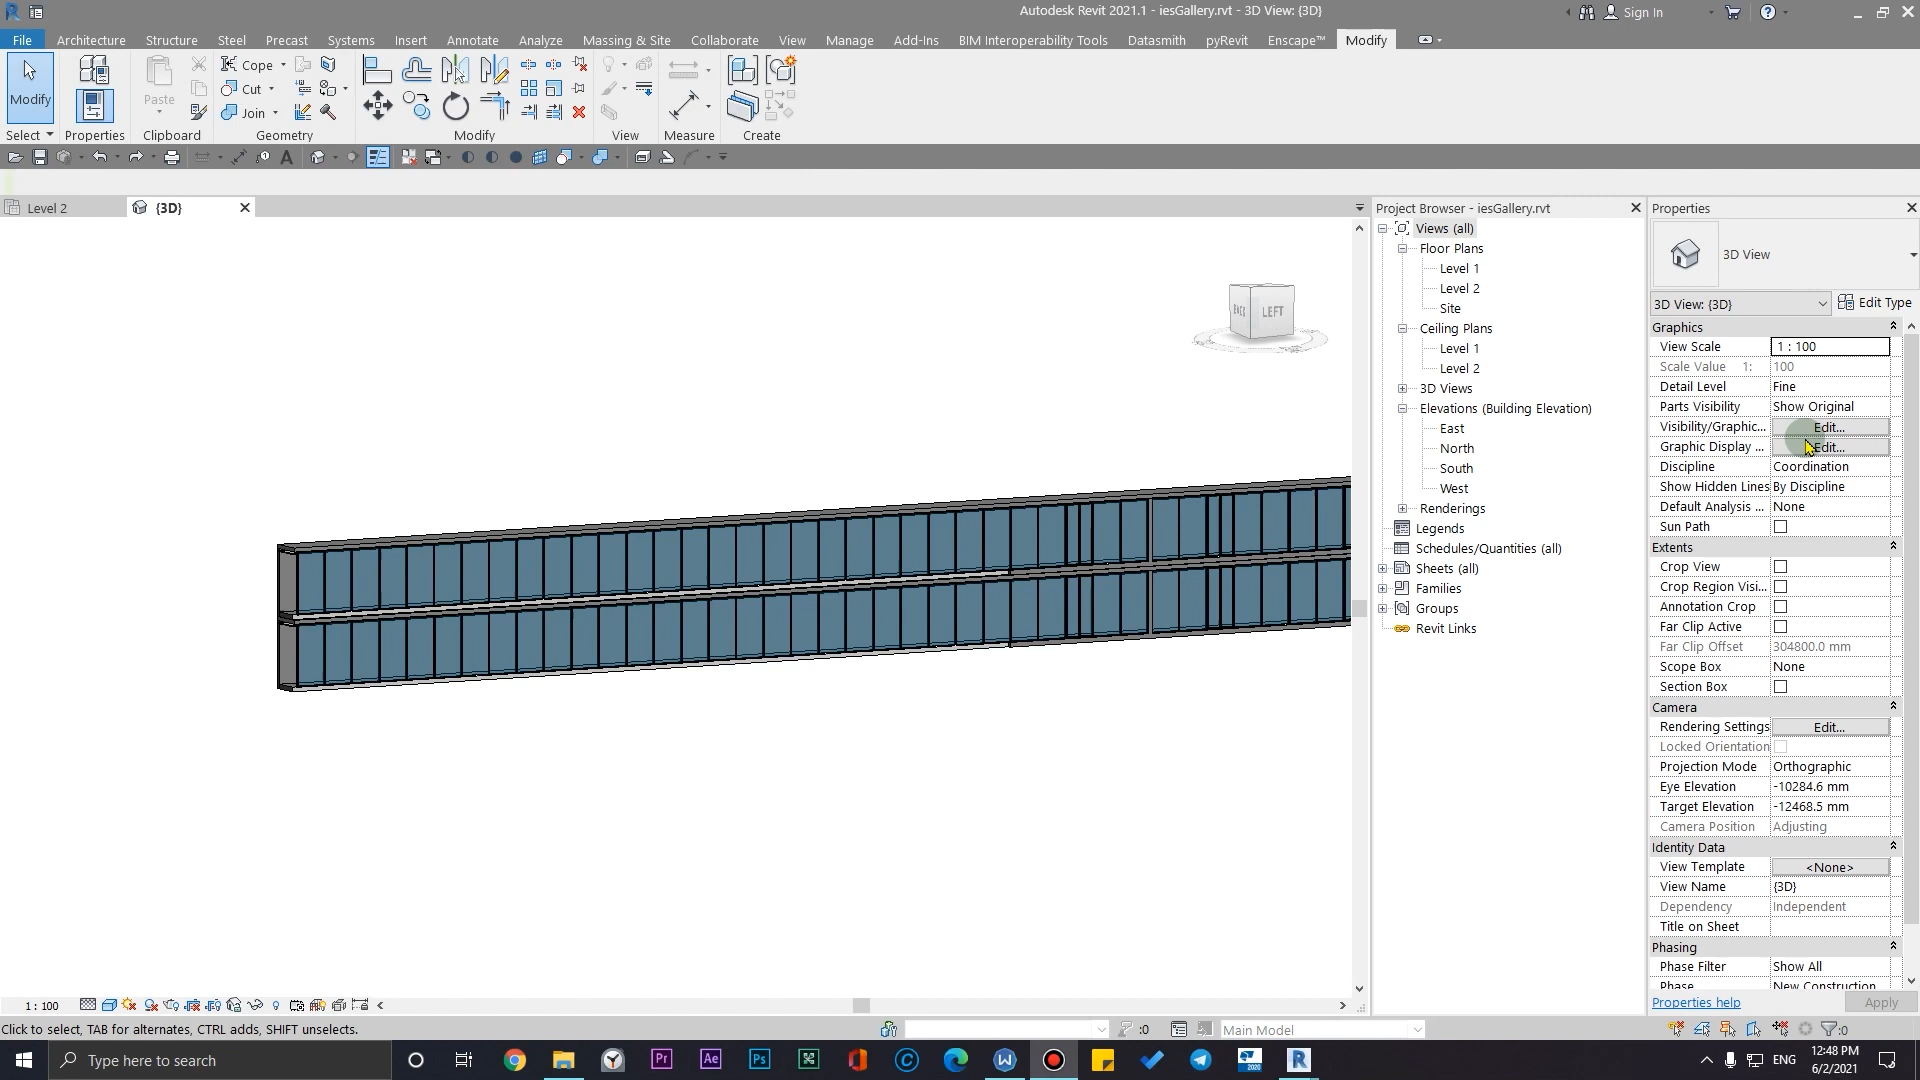 Autodesk Revit 2021.1 - iesGallery.rvt - 3D View: {3D}
Sign In
File Architecture Structure Steel Precast Systems Insert Annotate Analyze Massing & Site Collaborate View Manage Add-Ins BIM Interoperability Tools Datasmith pyRevit Enscape™ Modify
Modify
Paste
Cope
Cut
Join
Select Properties Clipboard Geometry Modify View Measure Create
Level 2
{3D}
BACK LEFT
Project Browser - iesGallery.rvt
Views (all)
Floor Plans
Level 1
Level 2
Site
Ceiling Plans
Level 1
Level 2
3D Views
Elevations (Building Elevation)
East
North
South
West
Renderings
Legends
Schedules/Quantities (all)
Sheets (all)
Families
Groups
Revit Links
Properties
3D View
3D View: {3D} Edit Type
Graphics
View Scale 1 : 100
Scale Value 1: 100
Detail Level Fine
Parts Visibility Show Original
Visibility/Graphic... Edit...
Graphic Display ... Edit...
Discipline Coordination
Show Hidden Lines By Discipline
Default Analysis ... None
Sun Path
Extents
Crop View
Crop Region Visi...
Annotation Crop
Far Clip Active
Far Clip Offset 304800.0 mm
Scope Box None
Section Box
Camera
Rendering Settings Edit...
Locked Orientation
Projection Mode Orthographic
Eye Elevation -10284.6 mm
Target Elevation -12468.5 mm
Camera Position Adjusting
Identity Data
View Template <None>
View Name {3D}
Dependency Independent
Title on Sheet
Phasing
Phase Filter Show All
Phase New Construction
Properties help Apply
1 : 100
Click to select, TAB for alternates, CTRL adds, SHIFT unselects.
:0
Main Model
:0
Type here to search
Pr Ae Ps
2020
R
ENG
12:48 PM
6/2/2021